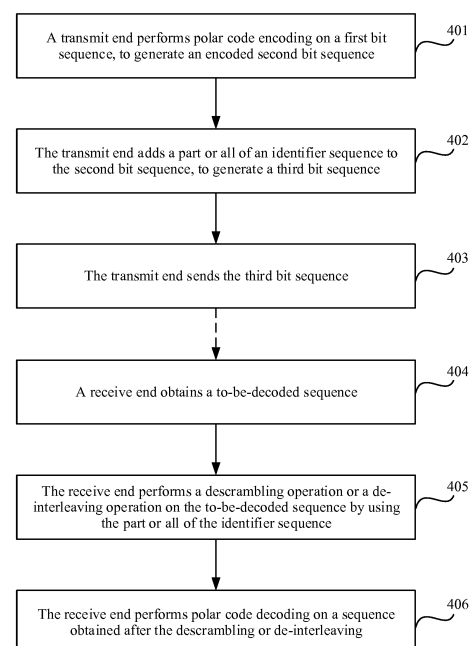 A transmit end performs polar code encoding on a first bit
sequence, to generate an encoded second bit sequence
401
The transmit end adds a part or all of an identifier sequence to
the second bit sequence, to generate a third bit sequence
402
The transmit end sends the third bit sequence
403
A receive end obtains a to-be-decoded sequence
404
The receive end performs a descrambling operation or a de-
interleaving operation on the to-be-decoded sequence by using
the part or all of the identifier sequence
405
The receive end performs polar code decoding on a sequence
obtained after the descrambling or de-interleaving
406